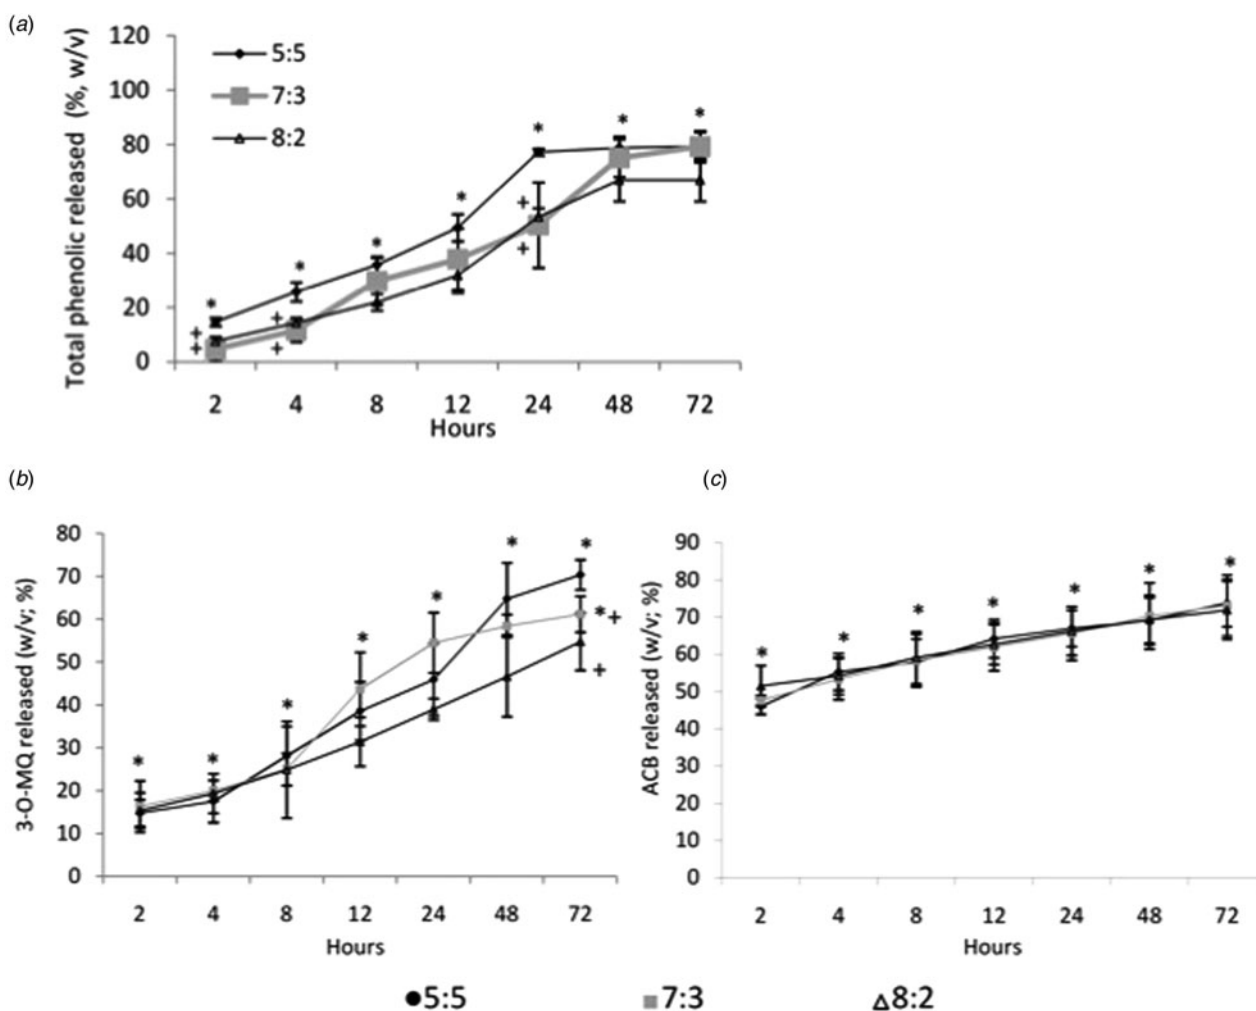 (a)
Total phenolic released (%, w/v)
120
100
80
60
40
20
0
5:5
7:3
8:2
* * * * * * *
+ + + + + +
2 4 8 12 24 48 72
Hours
(b)
3-O-MQ released (w/v; %)
80
70
60
50
40
30
20
10
0
* * * * * * *
* +
+
2 4 8 12 24 48 72
Hours
(c)
ACB released (w/v; %)
90
80
70
60
50
40
30
20
10
0
* * * * * * *
2 4 8 12 24 48 72
Hours
5:5 7:3 8:2